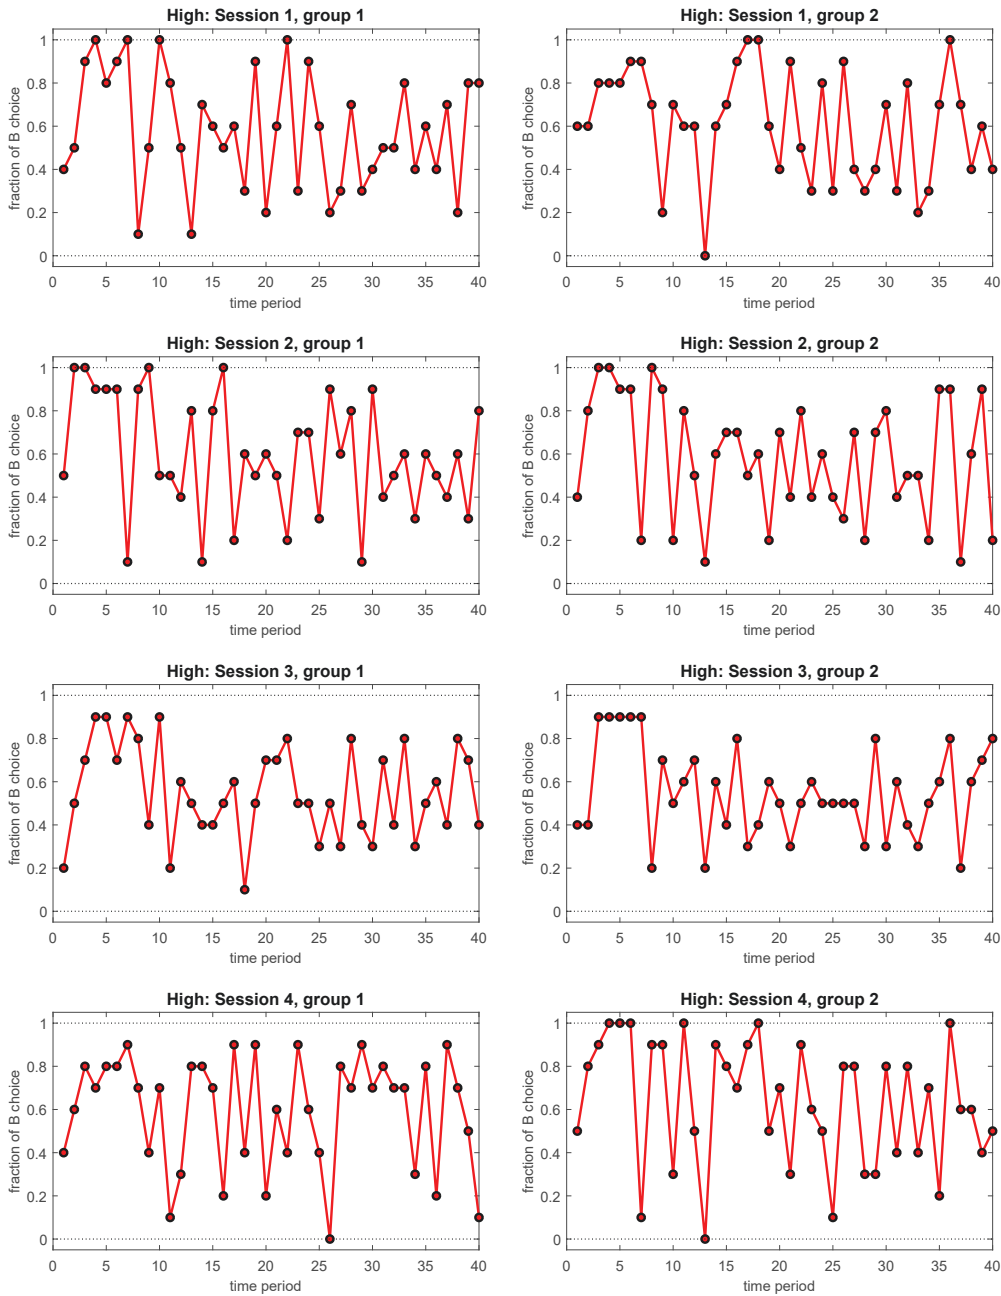 High: Session 1, group 1
fraction of B choice
1
0.8
0.6
0.4
0.2
0
0 5 10 15 20 25 30 35 40
time period
High: Session 1, group 2
fraction of B choice
1
0.8
0.6
0.4
0.2
0
0 5 10 15 20 25 30 35 40
time period
High: Session 2, group 1
fraction of B choice
1
0.8
0.6
0.4
0.2
0
0 5 10 15 20 25 30 35 40
time period
High: Session 2, group 2
fraction of B choice
1
0.8
0.6
0.4
0.2
0
0 5 10 15 20 25 30 35 40
time period
High: Session 3, group 1
fraction of B choice
1
0.8
0.6
0.4
0.2
0
0 5 10 15 20 25 30 35 40
time period
High: Session 3, group 2
fraction of B choice
1
0.8
0.6
0.4
0.2
0
0 5 10 15 20 25 30 35 40
time period
High: Session 4, group 1
fraction of B choice
1
0.8
0.6
0.4
0.2
0
0 5 10 15 20 25 30 35 40
time period
High: Session 4, group 2
fraction of B choice
1
0.8
0.6
0.4
0.2
0
0 5 10 15 20 25 30 35 40
time period